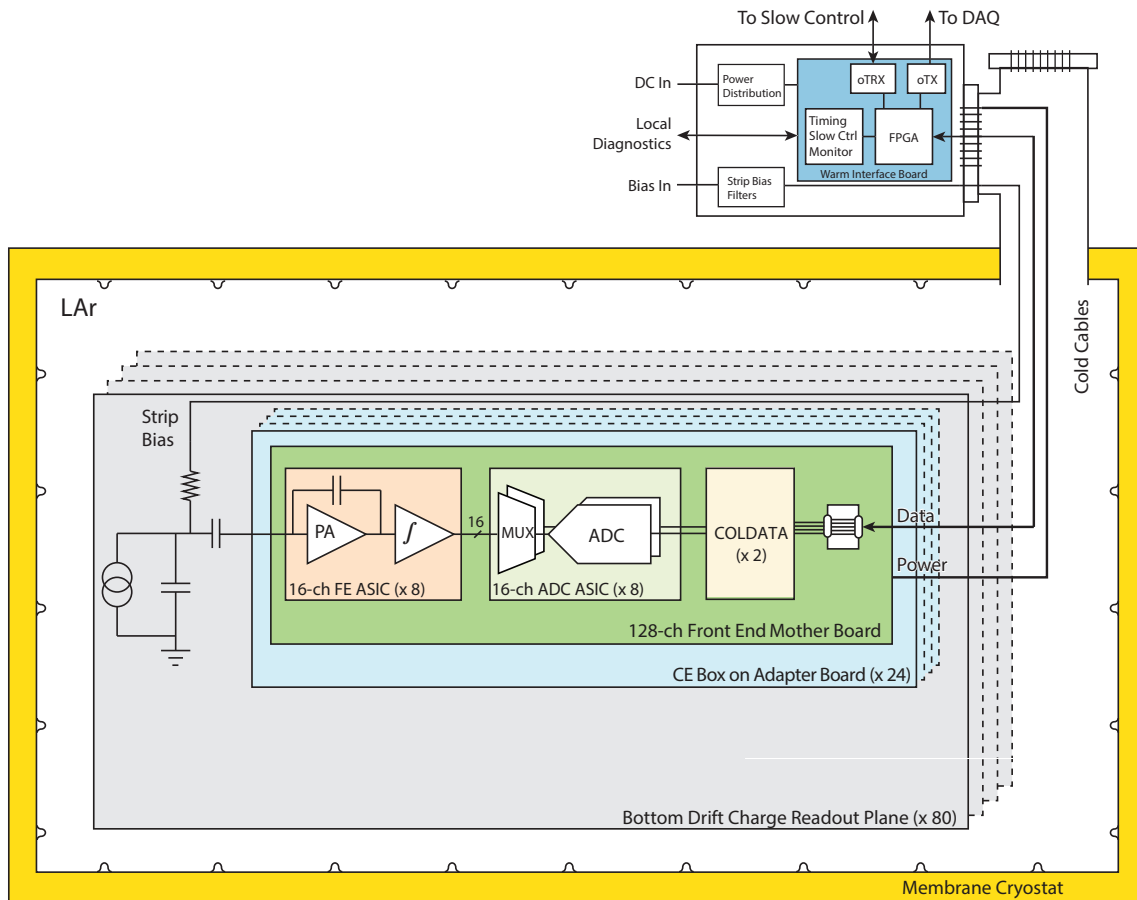 To Slow Control
To DAQ
DC In
Power
Distribution
oTRX
oTX
Local
Diagnostics
Timing
Slow Ctrl
Monitor
FPGA
Warm Interface Board
Bias In
Strip Bias
Filters
LAr
Cold Cables
Strip
Bias
PA
∫
16
MUX
ADC
COLDATA
(x 2)
Data
Power
16-ch FE ASIC (x 8)
16-ch ADC ASIC (x 8)
128-ch Front End Mother Board
CE Box on Adapter Board (x 24)
Bottom Drift Charge Readout Plane (x 80)
Membrane Cryostat